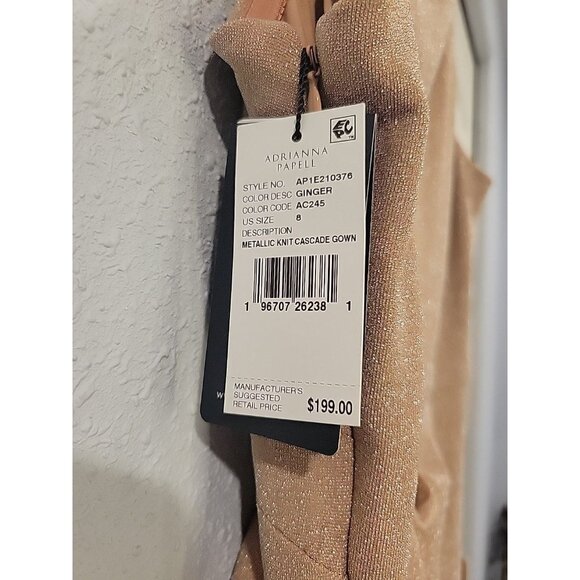 EPC
ADRIANNA
PAPELL
STYLE NO. AP1E210376
COLOR DESC GINGER
COLOR CODE AC245
US SIZE 8
DESCRIPTION
METALLIC KNIT CASCADE GOWN
1 96707 26238 1
MANUFACTURER'S
SUGGESTED
RETAIL PRICE $199.00